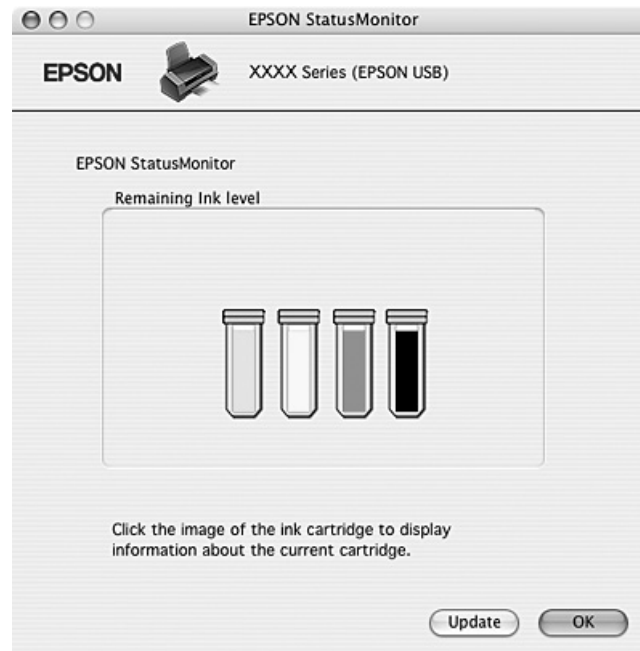 EPSON StatusMonitor
EPSON
XXXX Series (EPSON USB)
EPSON StatusMonitor
Remaining Ink level
Click the image of the ink cartridge to display
information about the current cartridge.
Update
OK